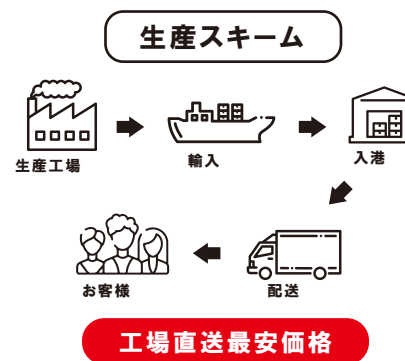 生産スキーム
生産工場
輸入
入港
お客様
配送
工場直送最安価格